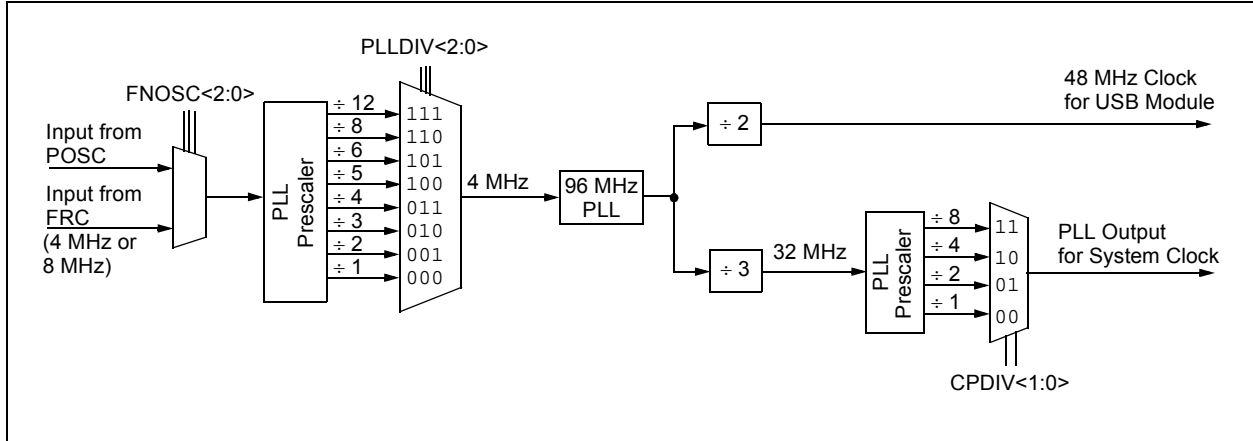 PLLDIV<2:0>
FNOSC<2:0>
Input from
POSC
Input from
FRC
(4 MHz or
8 MHz)
PLL
Prescaler
÷ 12
÷ 8
÷ 6
÷ 5
÷ 4
÷ 3
÷ 2
÷ 1
111
110
101
100
011
010
001
000
4 MHz
96 MHz
PLL
÷ 2
48 MHz Clock
for USB Module
÷ 3
32 MHz
PLL
Prescaler
÷ 8
÷ 4
÷ 2
÷ 1
11
10
01
00
PLL Output
for System Clock
CPDIV<1:0>